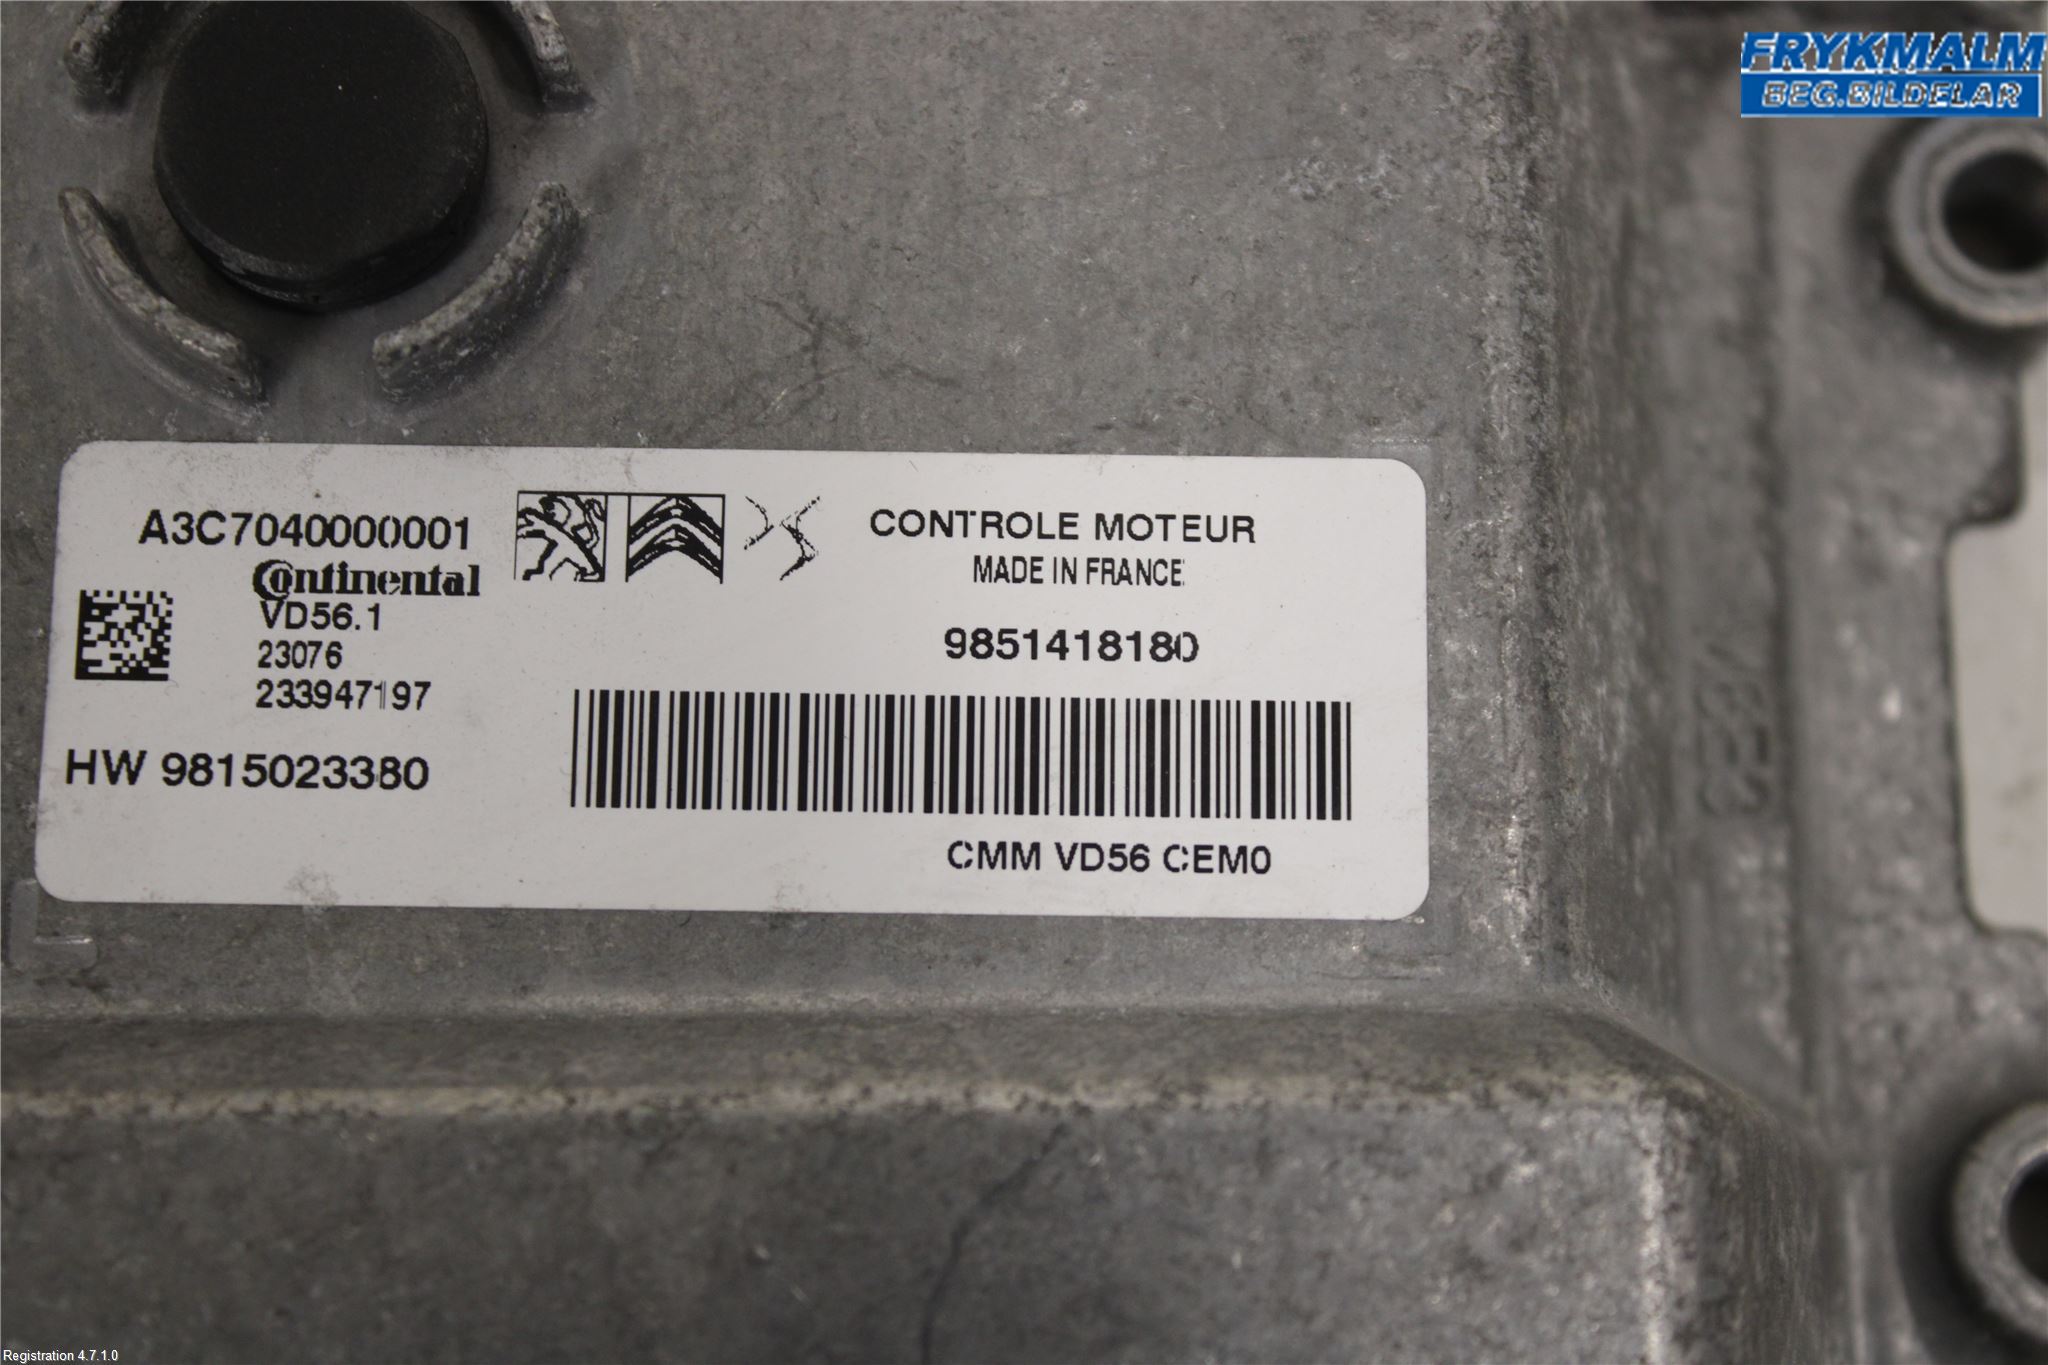 FRYKMALM
BEG.BILDELAR
A3C7040000001
Continental
VD56.1
23076
233947197
HW 9815023380
CONTROLE MOTEUR
MADE IN FRANCE
9851418180
CMM VD56 CEM0
Registration 4.7.1.0